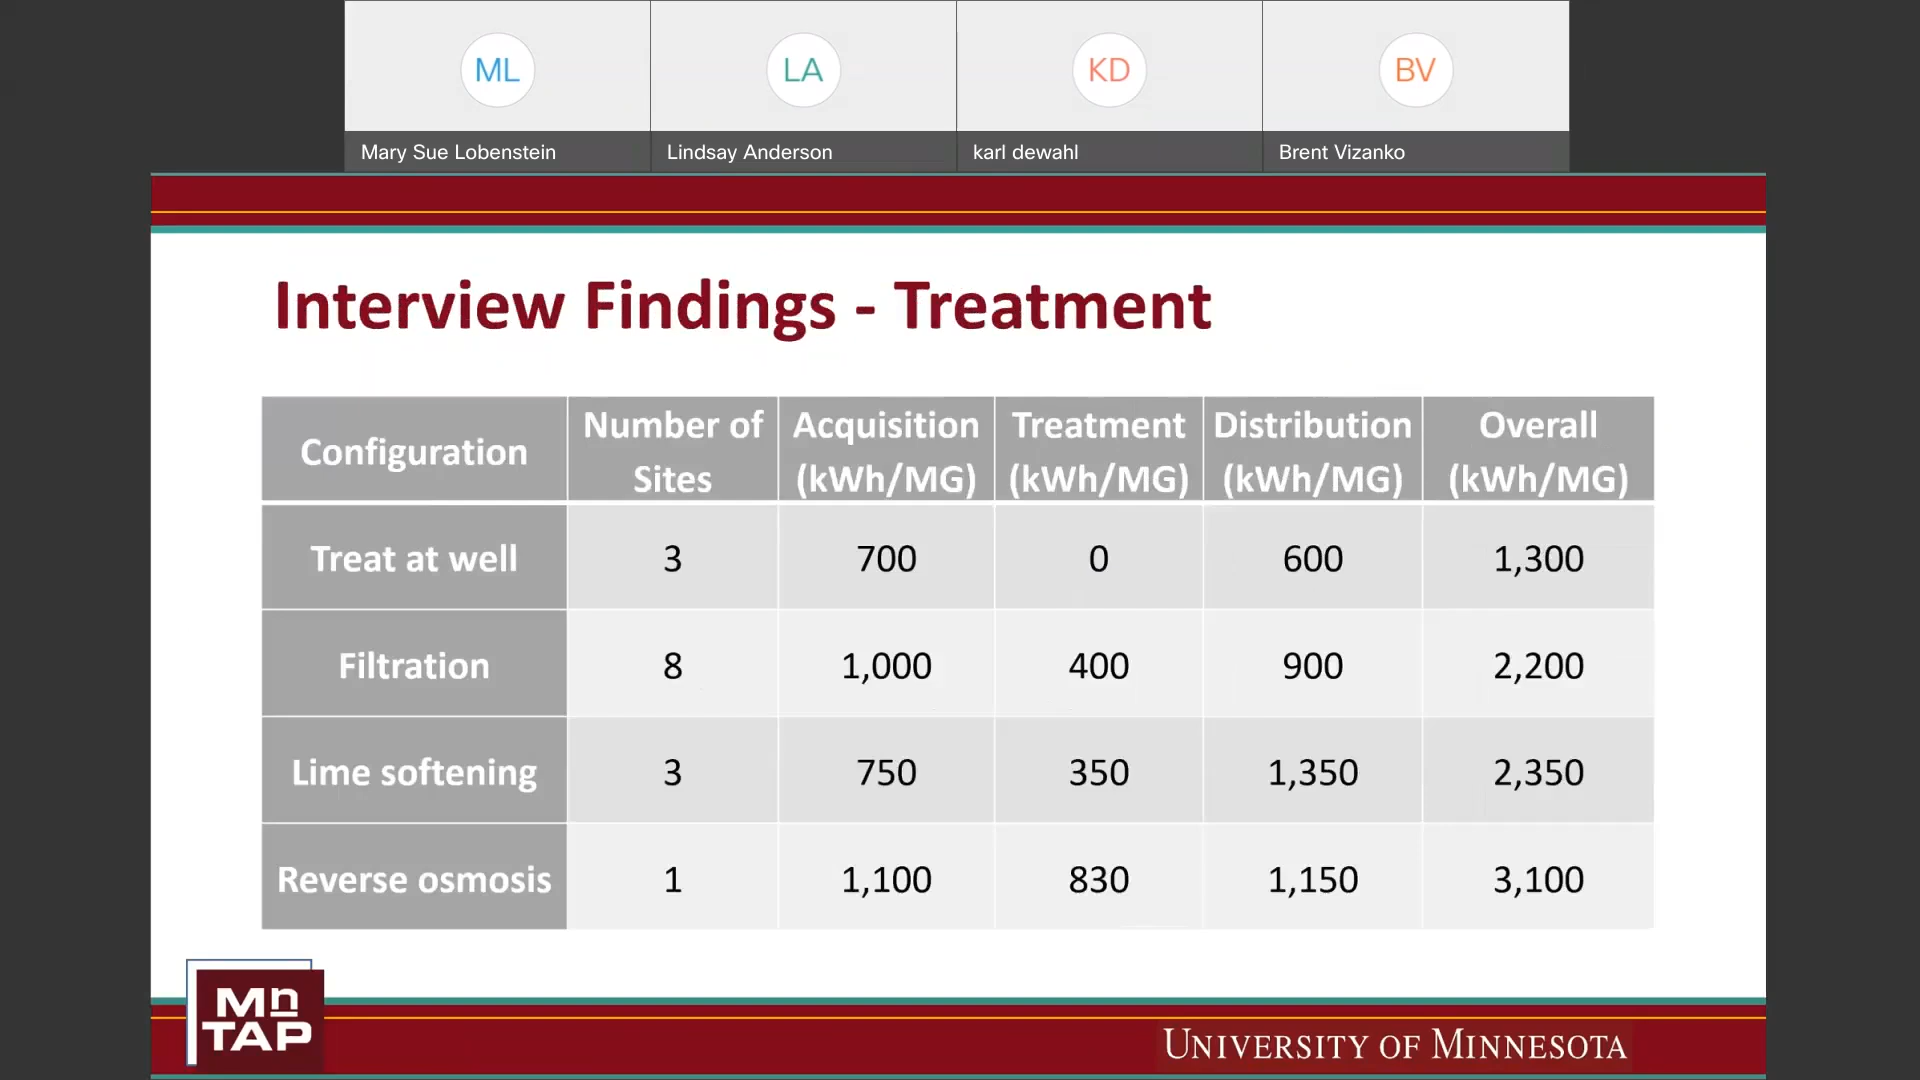 ML
LA
KD
BV
Mary Sue Lobenstein
Lindsay Anderson
karl dewahl
Brent Vizanko
Interview Findings - Treatment
Configuration
Number of
Sites
Acquisition
(kWh/MG)
Treatment
(kWh/MG)
Distribution
(kWh/MG)
Overall
(kWh/MG)
Treat at well 3 700 0 600 1,300
Filtration 8 1,000 400 900 2,200
Lime softening 3 750 350 1,350 2,350
Reverse osmosis 1 1,100 830 1,150 3,100
Mn
TAP
UNIVERSITY OF MINNESOTA